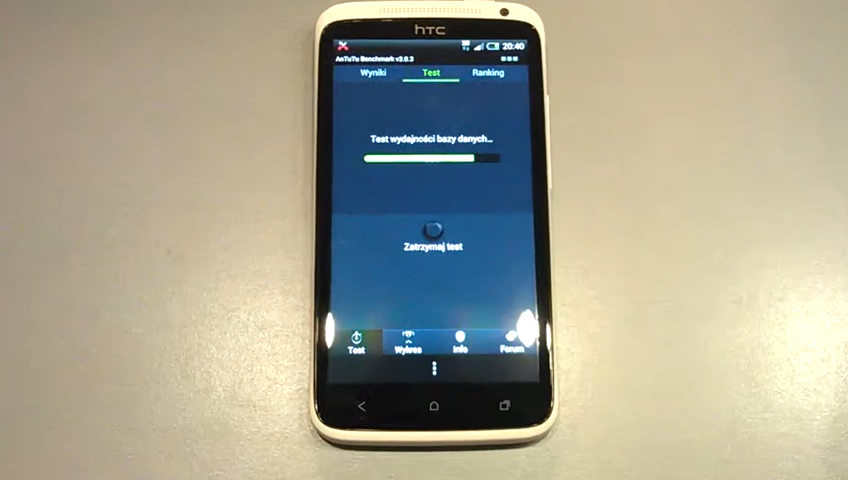 hTC
20:40
AnTuTu Benchmark v3.0.3
Wyniki Test Ranking
Test wydajności bazy danych...
Zatrzymaj test
Test Wykres Info Forum